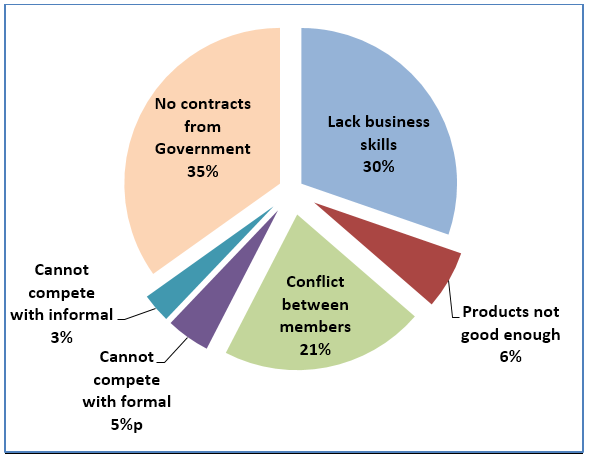 No contracts
from
Government
35%
Lack business
skills
30%
Cannot
compete
with informal
3%
Conflict
between
members
21%
Products not
good enough
6%
Cannot
compete
with formal
5%p